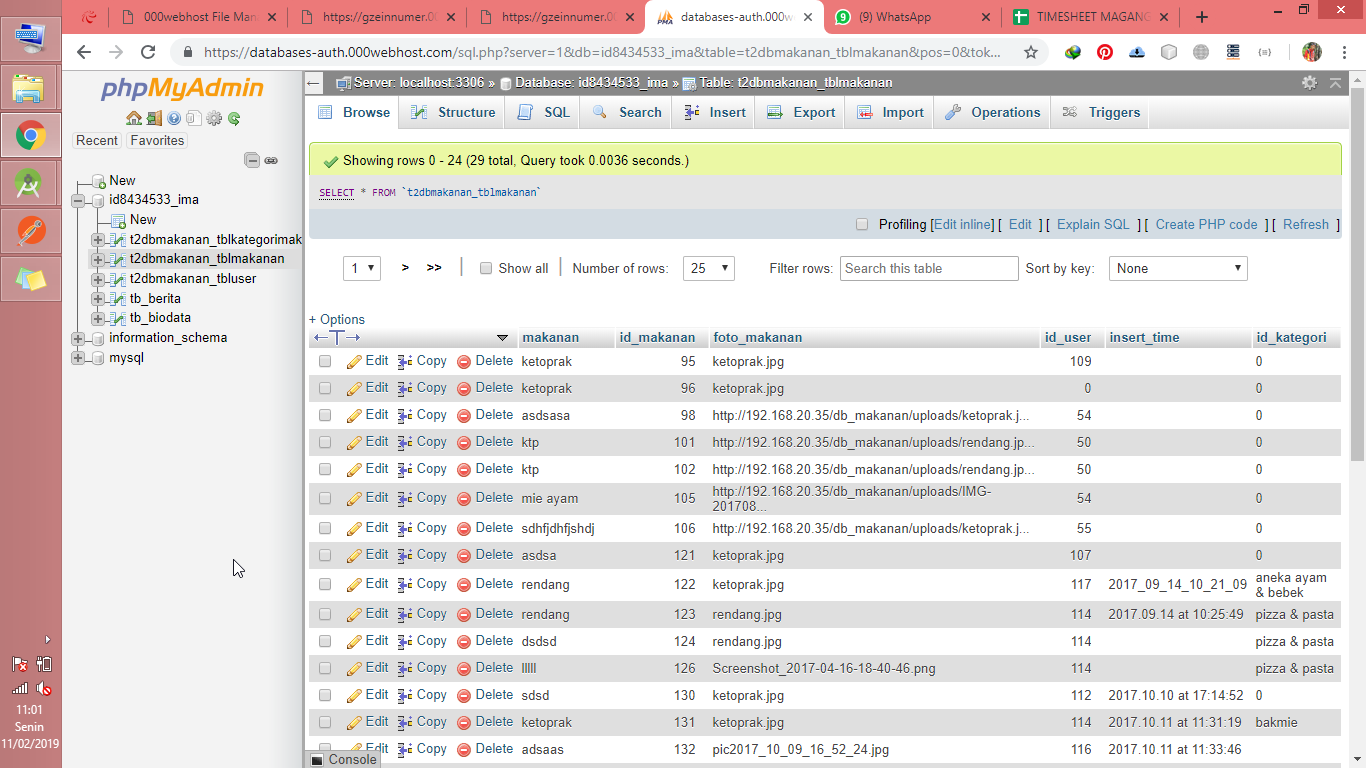 000webhost File Man
https://gzeinnumer.00
https://gzeinnumer.00
databases-auth.000we
(9) WhatsApp
TIMESHEET MAGANG
https://databases-auth.000webhost.com/sql.php?server=1&db=id8434533_ima&table=t2dbmakanan_tblmakanan&pos=0&tok...
phpMyAdmin
Recent Favorites
New
id8434533_ima
New
t2dbmakanan_tblkategorimak
t2dbmakanan_tblmakanan
t2dbmakanan_tbluser
tb_berita
tb_biodata
information_schema
mysql
Server: localhost:3306 » Database: id8434533_ima » Table: t2dbmakanan_tblmakanan
Browse Structure SQL Search Insert Export Import Operations Triggers
Showing rows 0 - 24 (29 total, Query took 0.0036 seconds.)
SELECT * FROM `t2dbmakanan_tblmakanan`
Profiling [Edit inline] [ Edit ] [ Explain SQL ] [ Create PHP code ] [ Refresh ]
1 > >> Show all Number of rows: 25 Filter rows: Search this table Sort by key: None
+ Options
makanan id_makanan foto_makanan id_user insert_time id_kategori
Edit Copy Delete ketoprak 95 ketoprak.jpg 109 0
Edit Copy Delete ketoprak 96 ketoprak.jpg 0 0
Edit Copy Delete asdsasa 98 http://192.168.20.35/db_makanan/uploads/ketoprak.j... 54 0
Edit Copy Delete ktp 101 http://192.168.20.35/db_makanan/uploads/rendang.jp... 50 0
Edit Copy Delete ktp 102 http://192.168.20.35/db_makanan/uploads/rendang.jp... 50 0
Edit Copy Delete mie ayam 105 http://192.168.20.35/db_makanan/uploads/IMG-
201708... 54 0
Edit Copy Delete sdhfjdhfjshdj 106 http://192.168.20.35/db_makanan/uploads/ketoprak.j... 55 0
Edit Copy Delete asdsa 121 ketoprak.jpg 107 0
Edit Copy Delete rendang 122 ketoprak.jpg 117 2017_09_14_10_21_09 aneka ayam
& bebek
Edit Copy Delete rendang 123 rendang.jpg 114 2017.09.14 at 10:25:49 pizza & pasta
Edit Copy Delete dsdsd 124 rendang.jpg 114 pizza & pasta
Edit Copy Delete lllll 126 Screenshot_2017-04-16-18-40-46.png 114 pizza & pasta
Edit Copy Delete sdsd 130 ketoprak.jpg 112 2017.10.10 at 17:14:52 0
Edit Copy Delete ketoprak 131 ketoprak.jpg 114 2017.10.11 at 11:31:19 bakmie
Edit Copy Delete adsaas 132 pic2017_10_09_16_52_24.jpg 116 2017.10.11 at 11:33:46
Console
11:01
Senin
11/02/2019